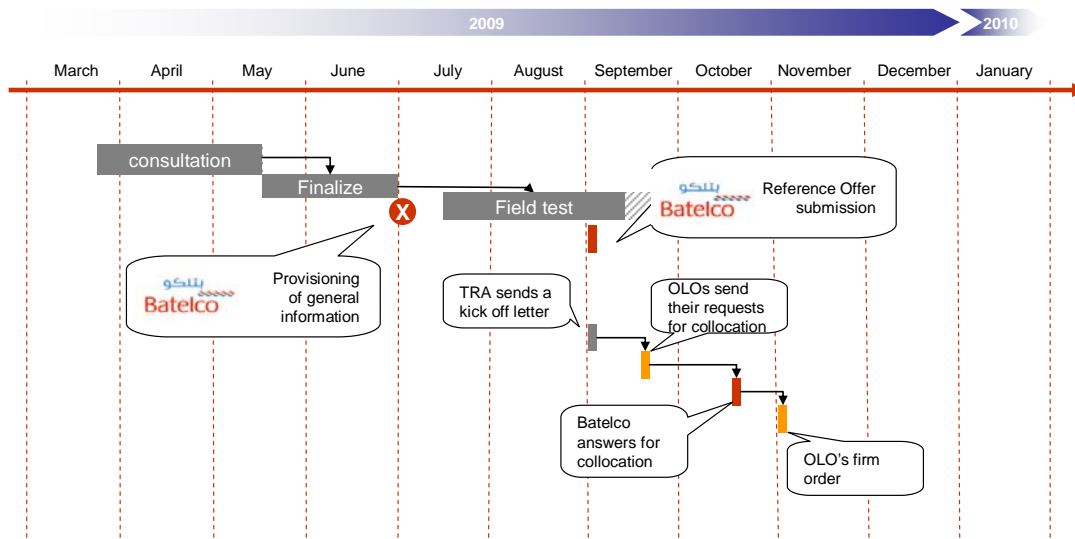 2009
2010
March
April
May
June
July
August
September
October
November
December
January
consultation
Finalize
Field test
X
بتلكو
Batelco
Reference Offer
submission
بتلكو
Batelco
Provisioning
of general
information
TRA sends a
kick off letter
OLOs send
their requests
for collocation
Batelco
answers for
collocation
OLO's firm
order